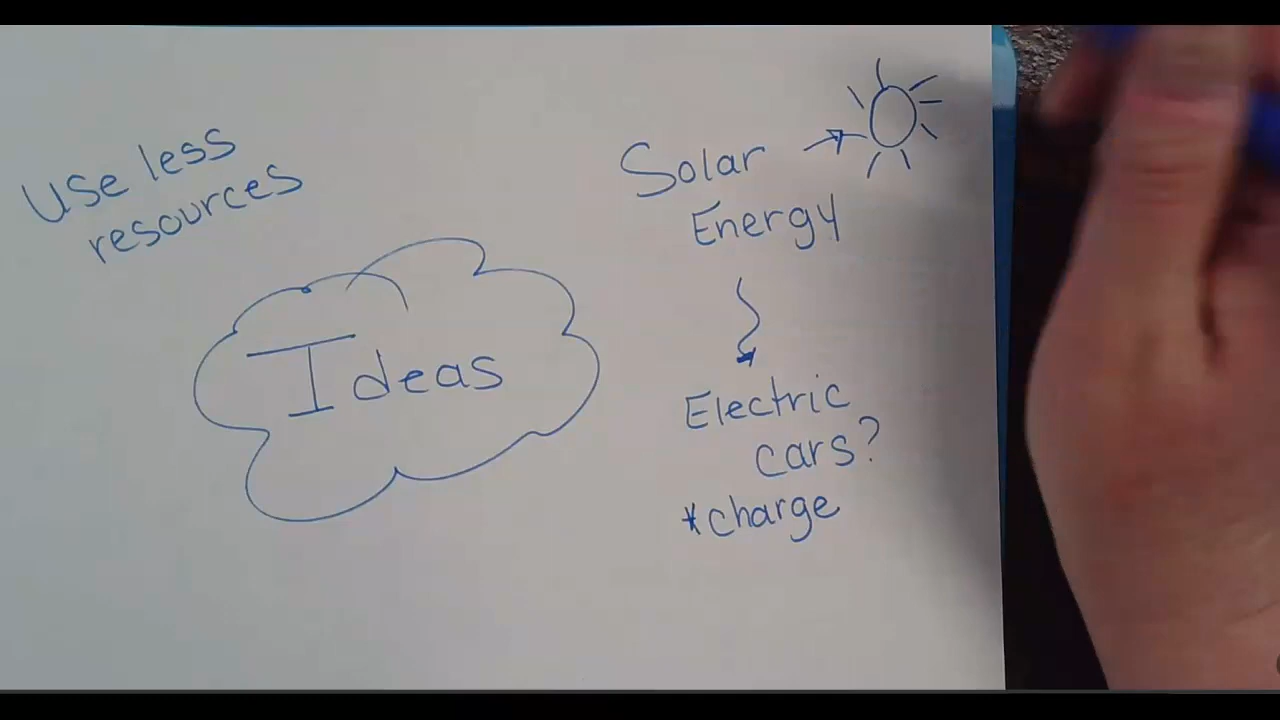 Use less
resources
Ideas
Solar
Energy
Electric
cars?
*charge